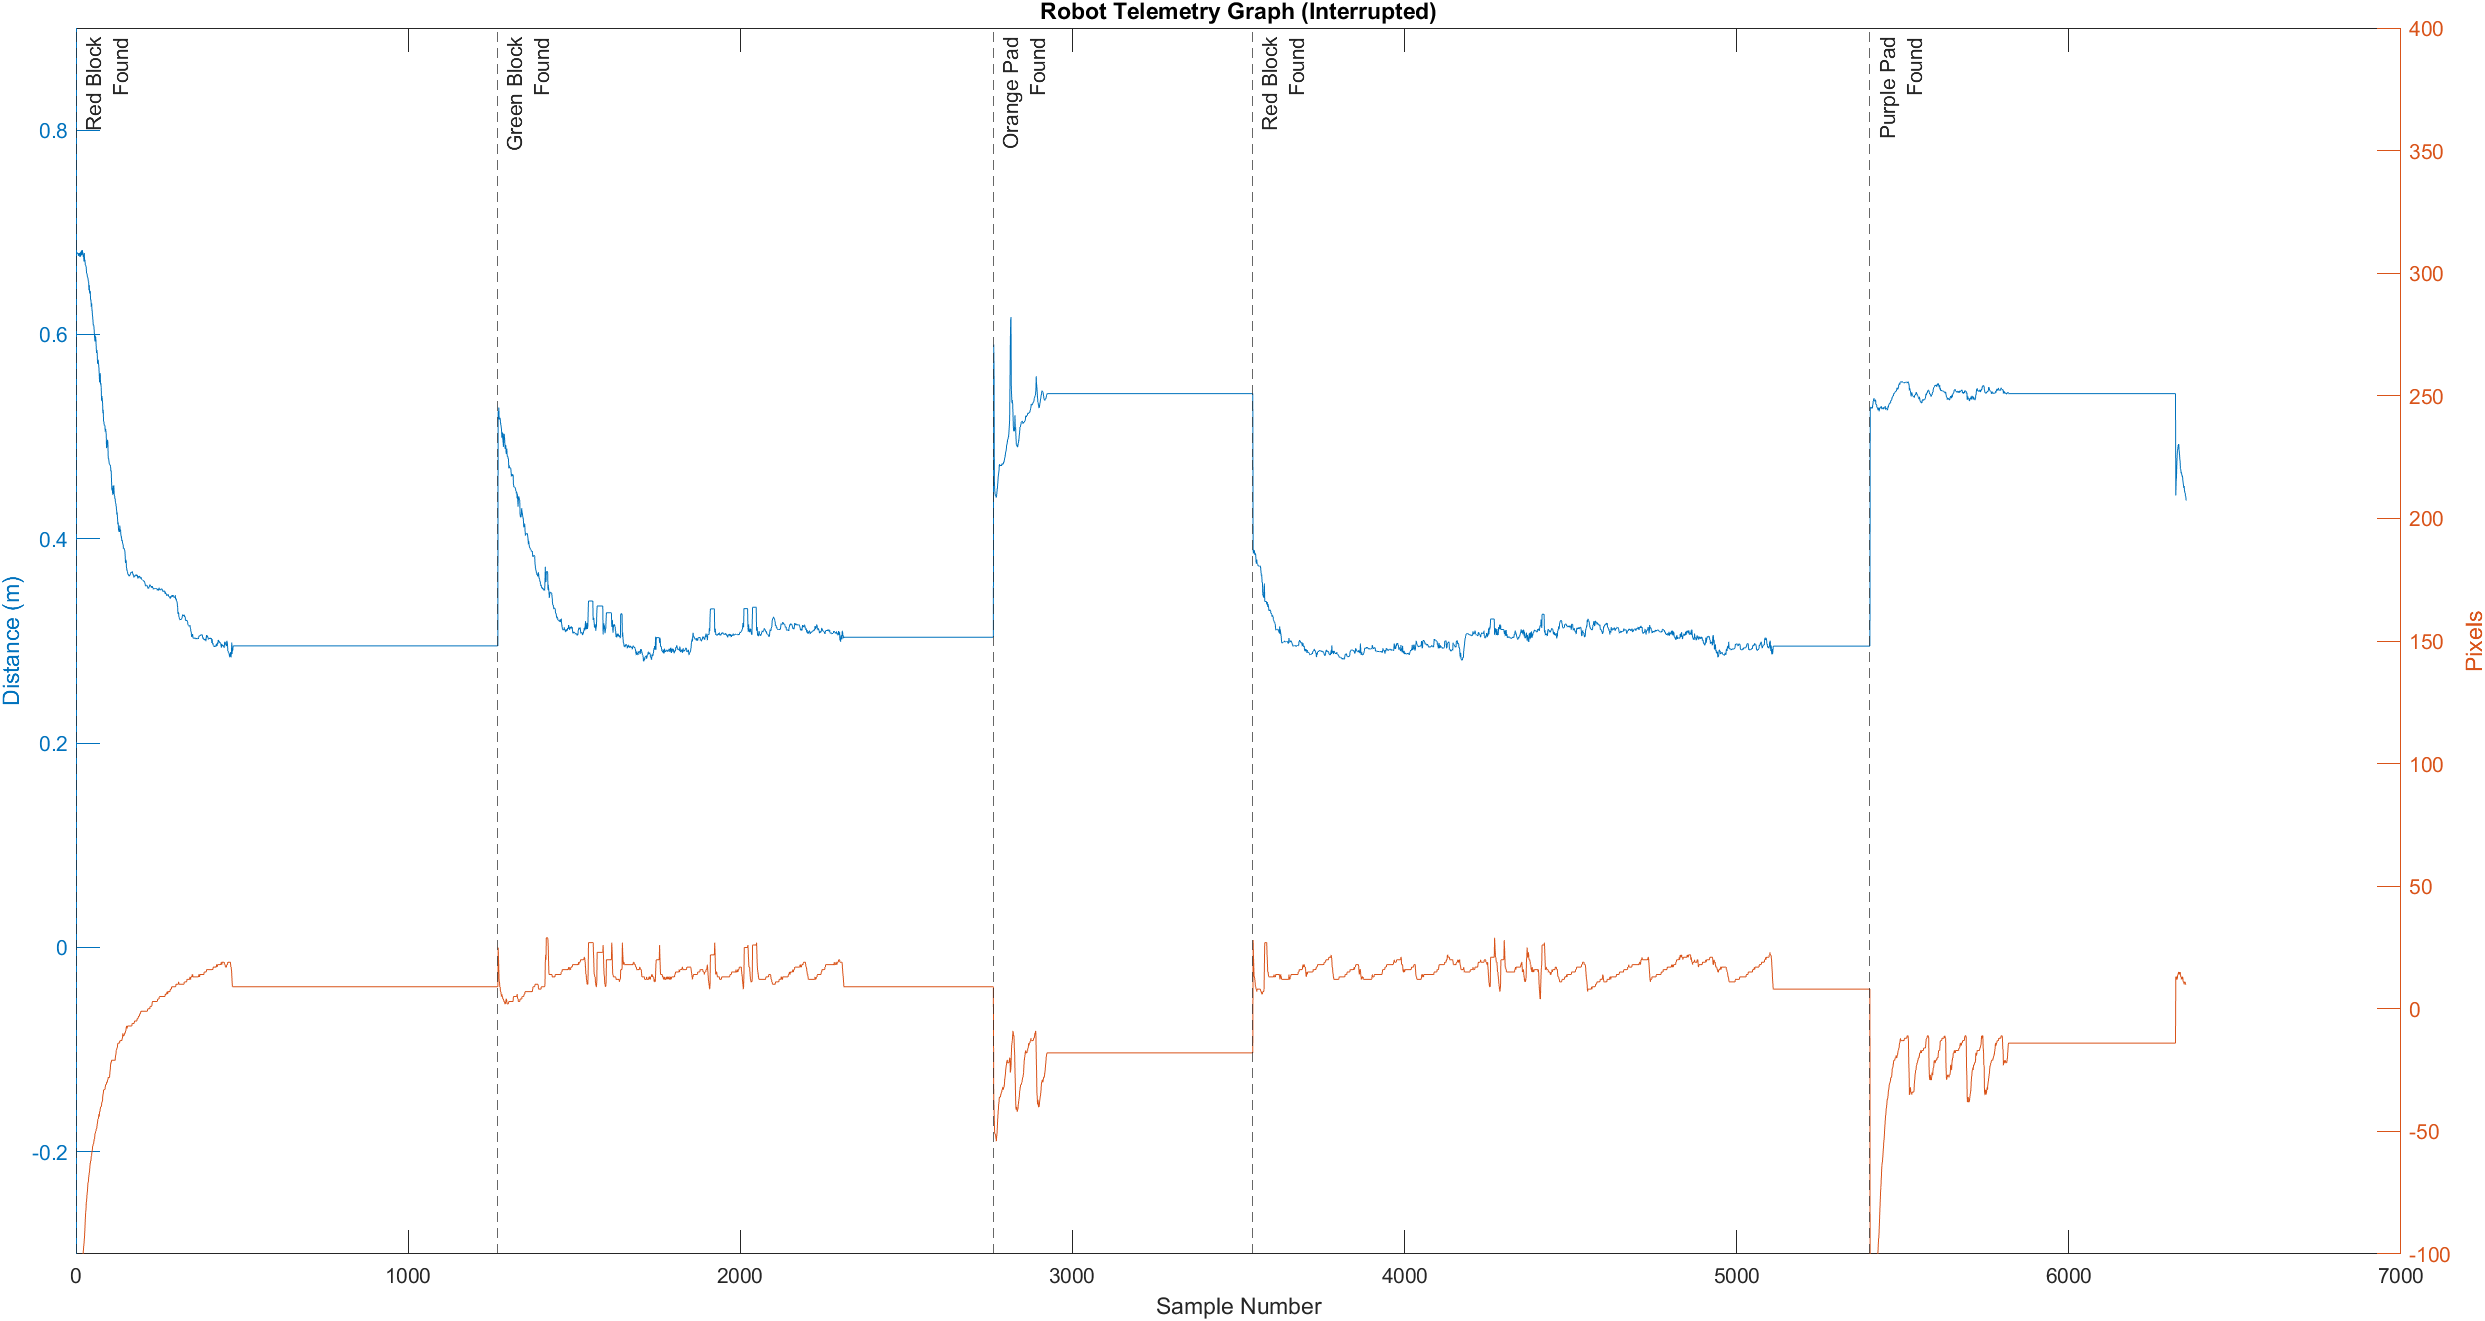 Robot Telemetry Graph (Interrupted)
Red Block
Found
Green Block
Found
Orange Pad
Found
Red Block
Found
Purple Pad
Found
0.8
0.6
0.4
0.2
0
-0.2
Distance (m)
400
350
300
250
200
150
100
50
0
-50
-100
Pixels
0
1000
2000
3000
4000
5000
6000
7000
Sample Number